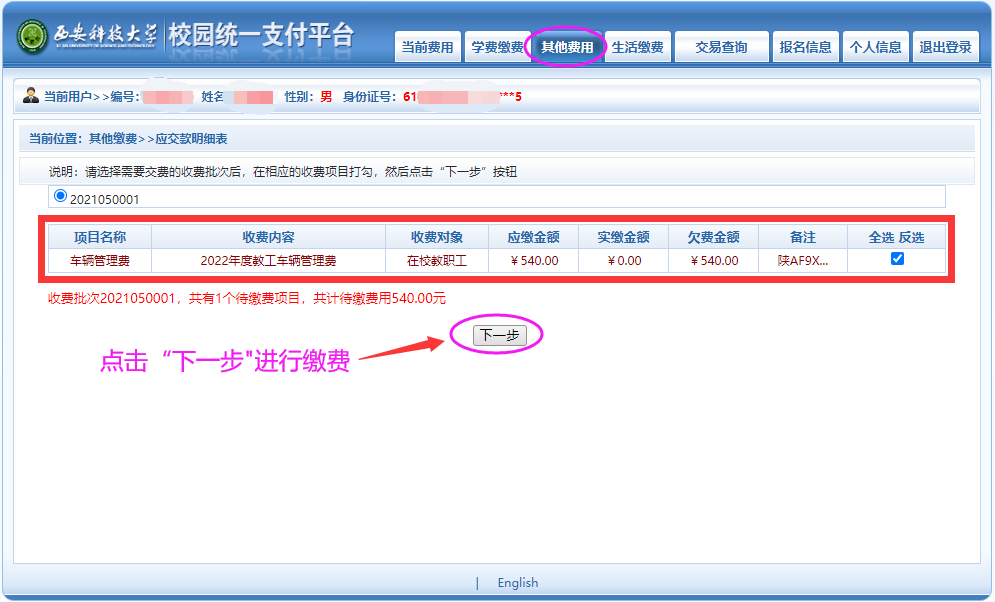 西安科技大学 校园统一支付平台
XI'AN UNIVERSITY OF SCIENCE AND TECHNOLOGY
当前费用 学费缴费 其他费用 生活缴费 交易查询 报名信息 个人信息 退出登录
当前用户>>编号: 姓名 性别: 男 身份证号: 61 ***5
当前位置: 其他缴费>>应交款明细表
说明: 请选择需要交费的收费批次后，在相应的收费项目打勾，然后点击“下一步”按钮
2021050001
项目名称 收费内容 收费对象 应缴金额 实缴金额 欠费金额 备注 全选 反选
车辆管理费 2022年度教工车辆管理费 在校教职工 ￥540.00 ￥0.00 ￥540.00 陕AF9X...
收费批次2021050001，共有1个待缴费项目，共计待缴费用540.00元
下一步
点击“下一步"进行缴费
| English